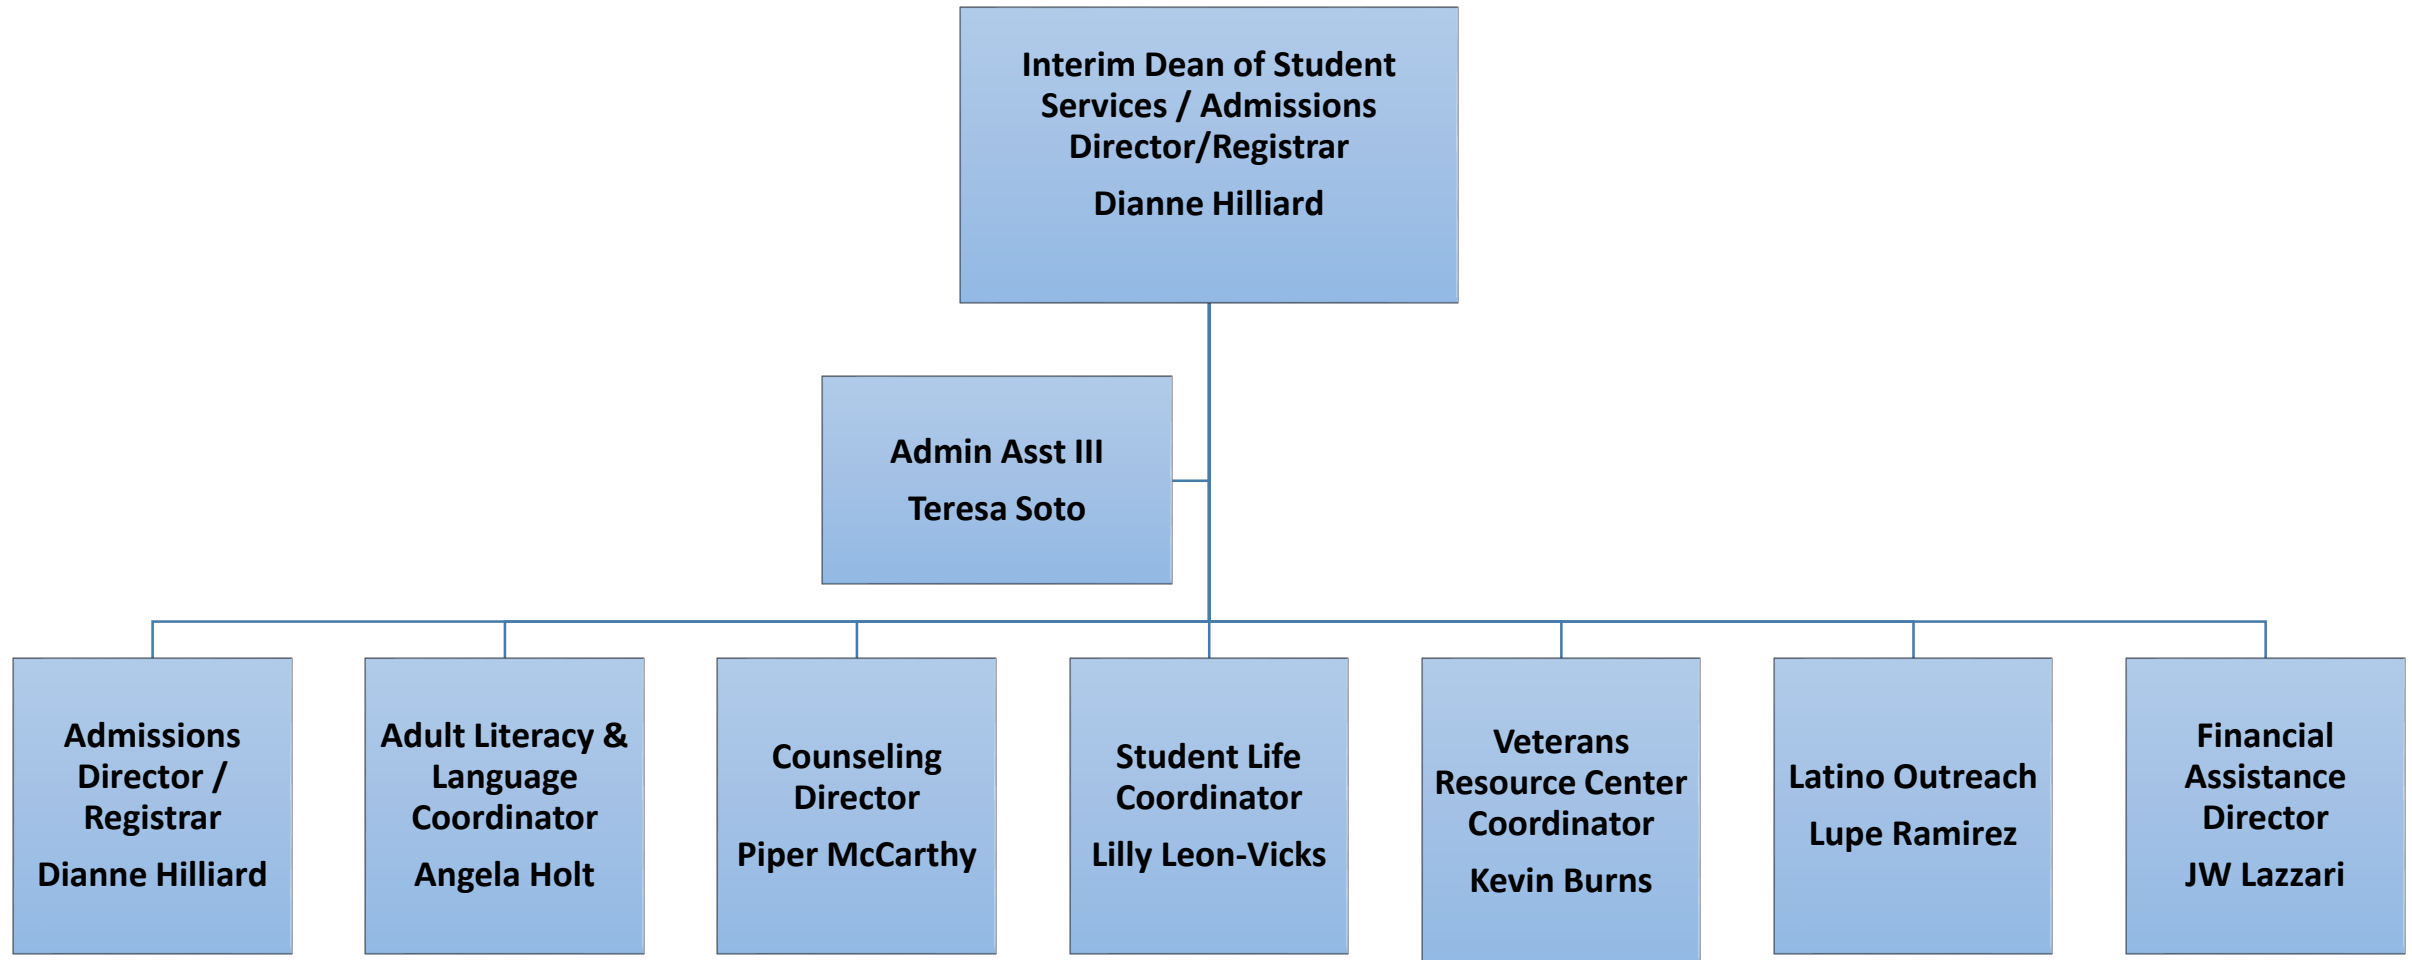 Interim Dean of Student
Services / Admissions
Director/Registrar
Dianne Hilliard
Admin Asst III
Teresa Soto
Admissions
Director /
Registrar
Dianne Hilliard
Adult Literacy &
Language
Coordinator
Angela Holt
Counseling
Director
Piper McCarthy
Student Life
Coordinator
Lilly Leon-Vicks
Veterans
Resource Center
Coordinator
Kevin Burns
Latino Outreach
Lupe Ramirez
Financial
Assistance
Director
JW Lazzari